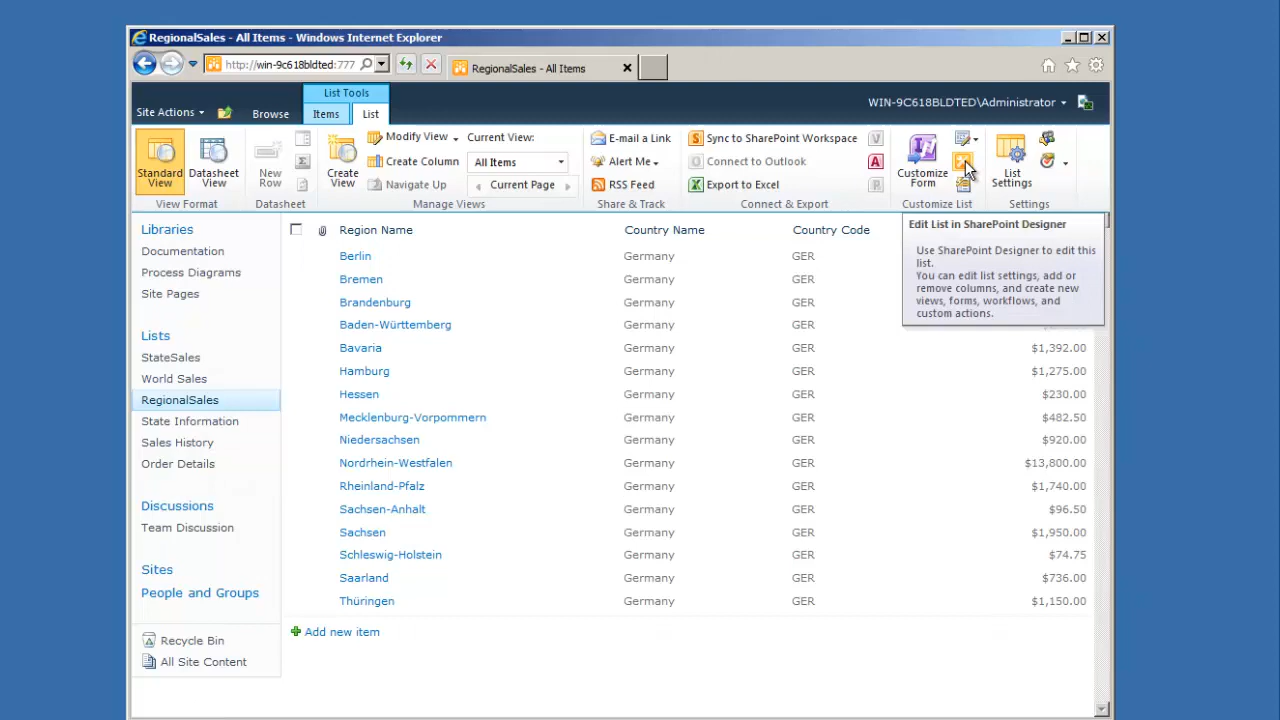 RegionalSales - All Items - Windows Internet Explorer
http://win-9c618bldted:777
RegionalSales - All Items
List Tools
Site Actions
Browse
Items
List
WIN-9C618BLDTED\Administrator
Standard View
Datasheet View
View Format
New Row
Datasheet
Create View
Modify View
Create Column
Navigate Up
Current View:
All Items
Current Page
Manage Views
E-mail a Link
Alert Me
RSS Feed
Share & Track
Sync to SharePoint Workspace
Connect to Outlook
Export to Excel
Connect & Export
Customize Form
Customize List
List Settings
Settings
Edit List in SharePoint Designer
Use SharePoint Designer to edit this
list.
You can edit list settings, add or
remove columns, and create new
views, forms, workflows, and
custom actions.
Libraries
Documentation
Process Diagrams
Site Pages
Lists
StateSales
World Sales
RegionalSales
State Information
Sales History
Order Details
Discussions
Team Discussion
Sites
People and Groups
Recycle Bin
All Site Content
Region Name Country Name Country Code
Berlin Germany GER
Bremen Germany GER
Brandenburg Germany GER
Baden-Württemberg Germany GER
Bavaria Germany GER $1,392.00
Hamburg Germany GER $1,275.00
Hessen Germany GER $230.00
Mecklenburg-Vorpommern Germany GER $482.50
Niedersachsen Germany GER $920.00
Nordrhein-Westfalen Germany GER $13,800.00
Rheinland-Pfalz Germany GER $1,740.00
Sachsen-Anhalt Germany GER $96.50
Sachsen Germany GER $1,950.00
Schleswig-Holstein Germany GER $74.75
Saarland Germany GER $736.00
Thüringen Germany GER $1,150.00
Add new item